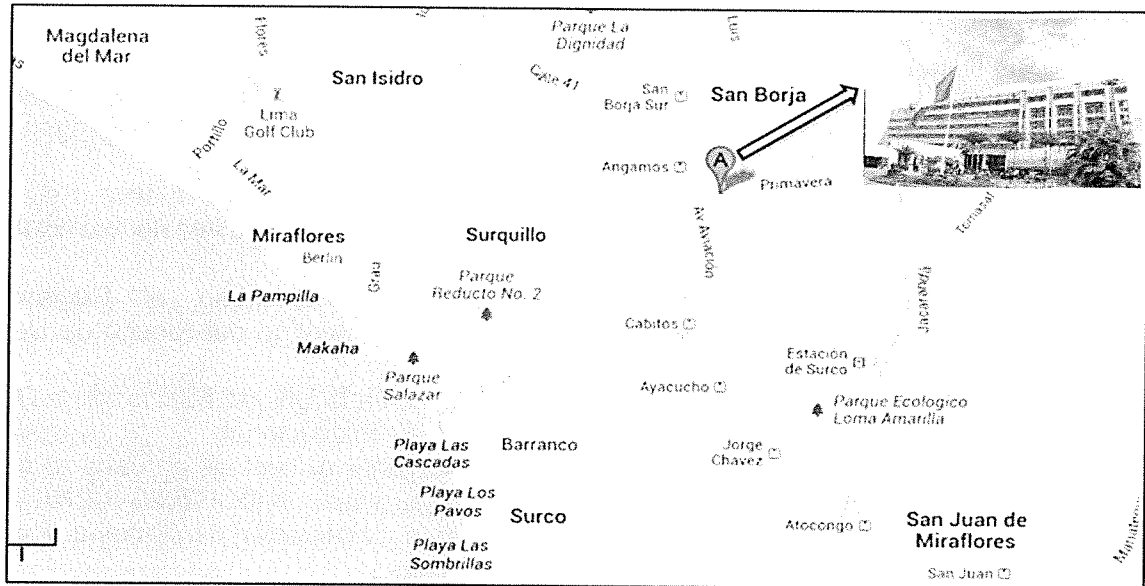 Magdalena
del Mar
Flores
San Isidro
Lima
Golf Club
Portillo
La Mar
Parque La
Dignidad
Calle 41
Luis
San
Borja Sur
San Borja
Angamos
A
Primavera
Av Aviación
Tomasal
Miraflores
Berlin
Surquillo
Grau
Parque
Reducto No. 2
La Pampilla
Makaha
Parque
Salazar
Cabitos
Jacaranda
Estación
de Surco
Ayacucho
Parque Ecologico
Loma Amarilla
Playa Las
Cascadas
Barranco
Jorge
Chavez
Playa Los
Pavos
Surco
Atocongo
San Juan de
Miraflores
Playa Las
Sombrillas
San Juan